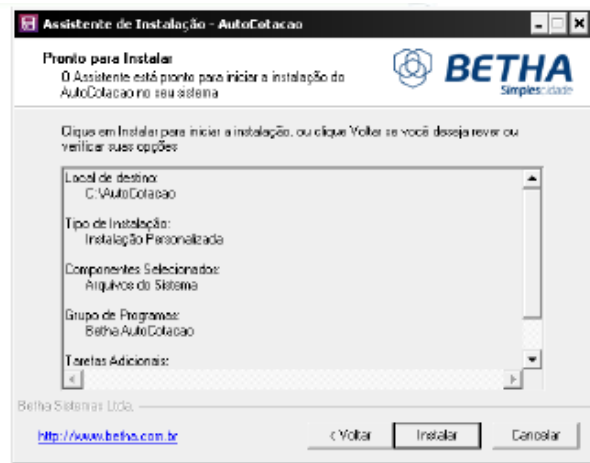 Assistente de Instalação - AutoCotacao
Pronto para Instalar
O Assistente está pronto para iniciar a instalação do
AutoCotacao no seu sistema
BETHA
Simplescidade
Clique em Instalar para iniciar a instalação, ou clique Voltar se você deseja rever ou
verificar suas opções
Local de destino:
C:\AutoCotacao
Tipo de Instalação:
Instalação Personalizada
Componentes Selecionados:
Arquivos do Sistema
Grupo de Programas:
Betha AutoCotacao
Tarefas Adicionais:
Betha Sistemas Ltda.
http://www.betha.com.br
< Voltar
Instalar
Cancelar